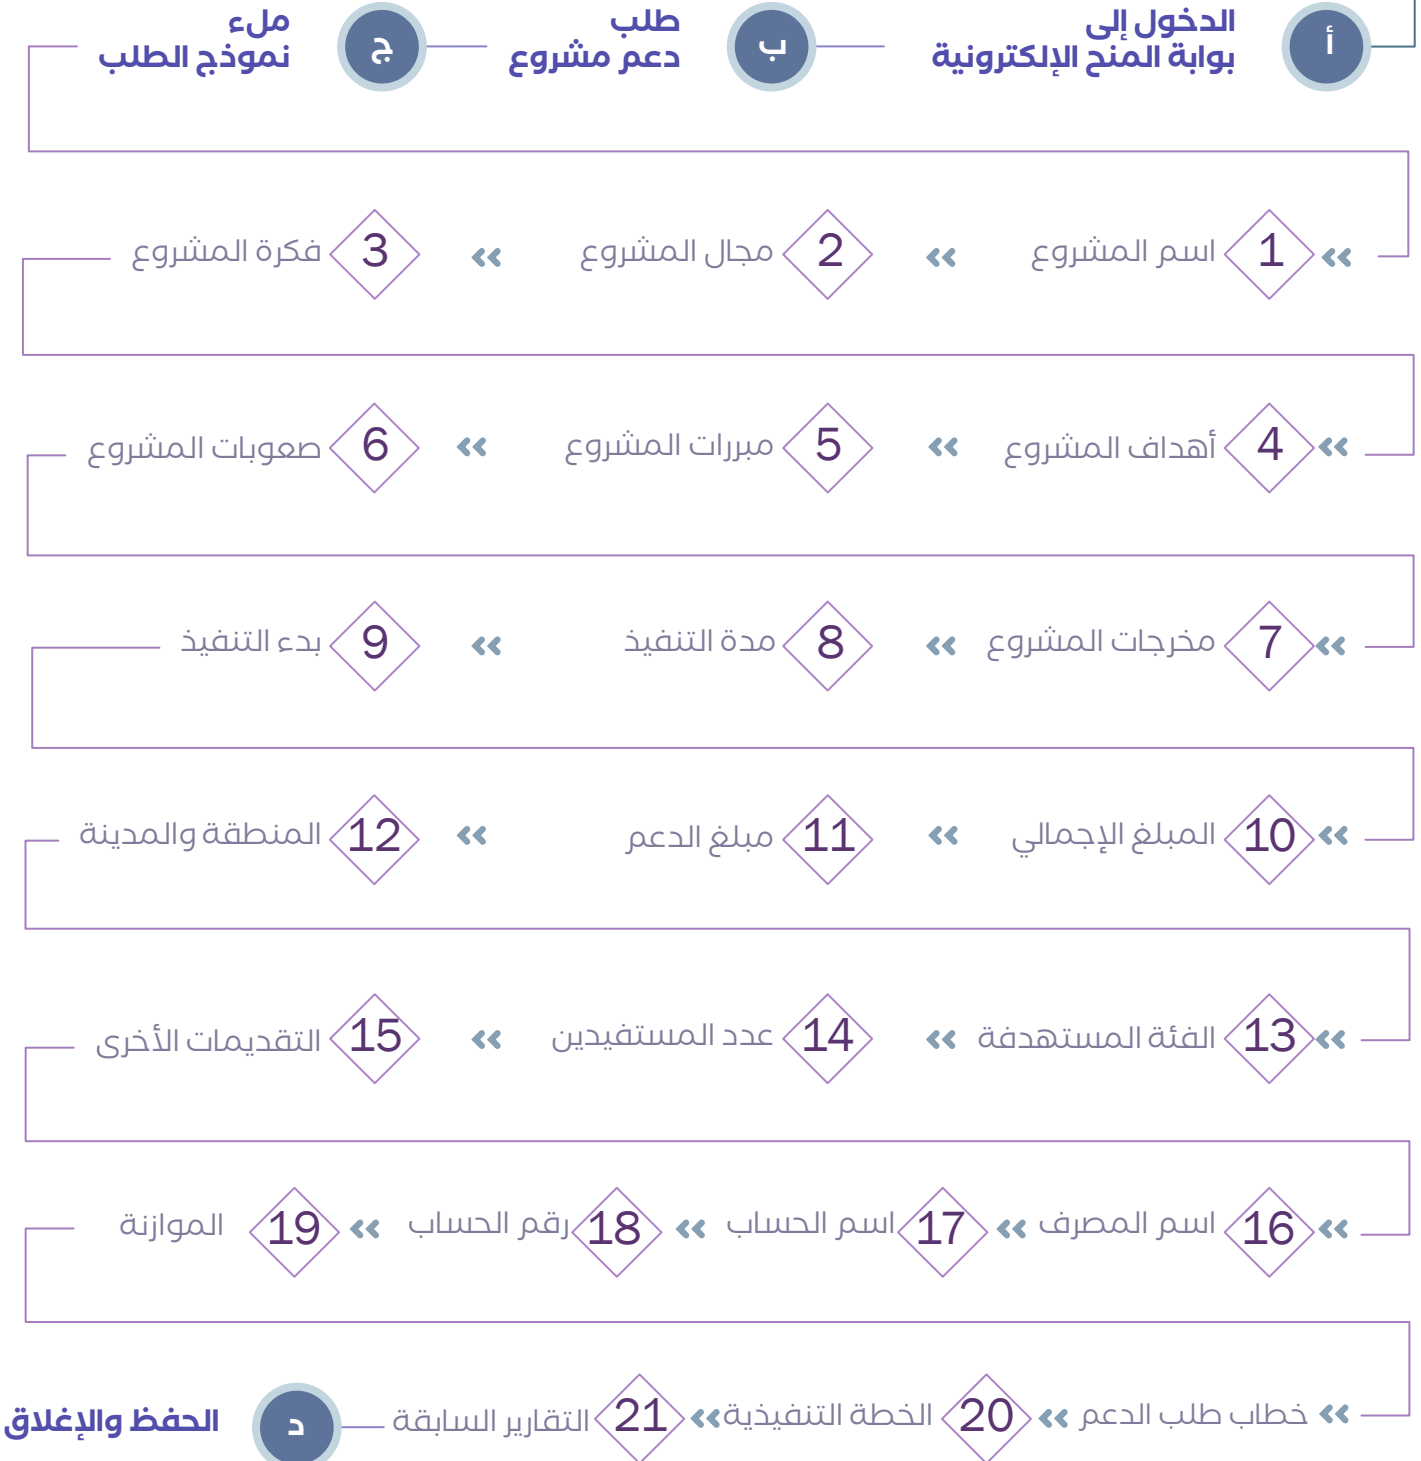 أ
الدخول إلى
بوابة المنح الإلكترونية
ب
طلب
دعم مشروع
ج
ملء
نموذج الطلب
1 اسم المشروع
2 مجال المشروع
3 فكرة المشروع
4 أهداف المشروع
5 مبررات المشروع
6 صعوبات المشروع
7 مخرجات المشروع
8 مدة التنفيذ
9 بدء التنفيذ
10 المبلغ الإجمالي
11 مبلغ الدعم
12 المنطقة والمدينة
13 الفئة المستهدفة
14 عدد المستفيدين
15 التقديمات الأخرى
16 اسم المصرف
17 اسم الحساب
18 رقم الحساب
19 الموازنة
خطاب طلب الدعم
20 الخطة التنفيذية
21 التقارير السابقة
د
الحفظ والإغلاق